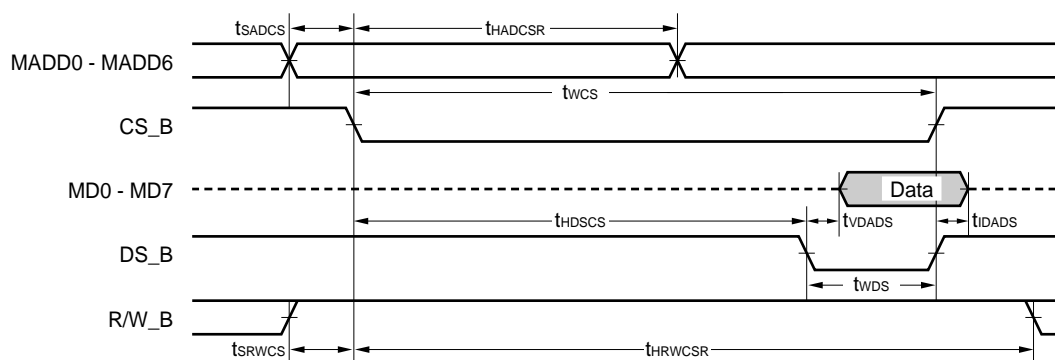 tSADCS tHADCSR
MADD0 - MADD6
tWCS
CS_B
MD0 - MD7 Data
tHDSCS tVDADS tIDADS
DS_B
tWDS
R/W_B
tSRWCS tHRWCSR